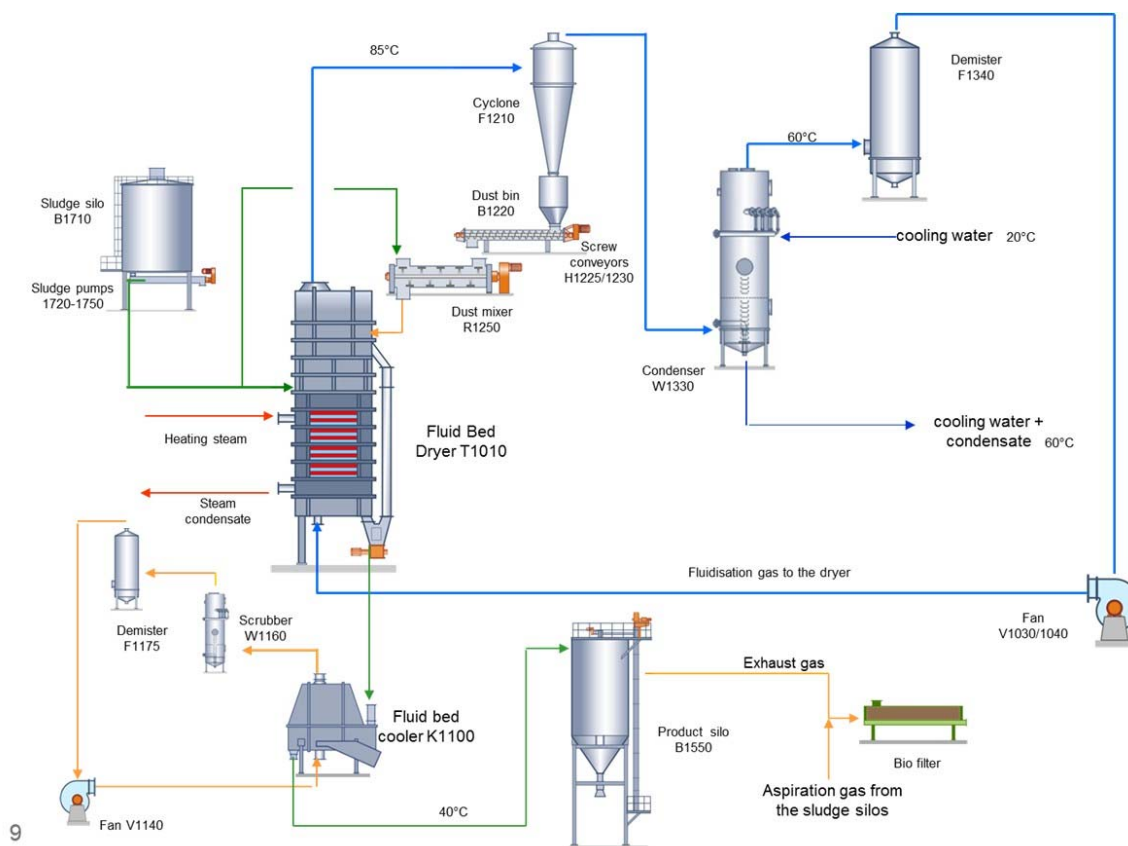 85°C
Cyclone
F1210
Demister
F1340
60°C
Sludge silo
B1710
Dust bin
B1220
Screw
conveyors
H1225/1230
cooling water 20°C
Sludge pumps
1720-1750
Dust mixer
R1250
Condenser
W1330
Heating steam
Fluid Bed
Dryer T1010
cooling water +
condensate 60°C
Steam
condensate
Fluidisation gas to the dryer
Fan
V1030/1040
Demister
F1175
Scrubber
W1160
Exhaust gas
Fluid bed
cooler K1100
Product silo
B1550
Bio filter
Aspiration gas from
the sludge silos
40°C
Fan V1140
9